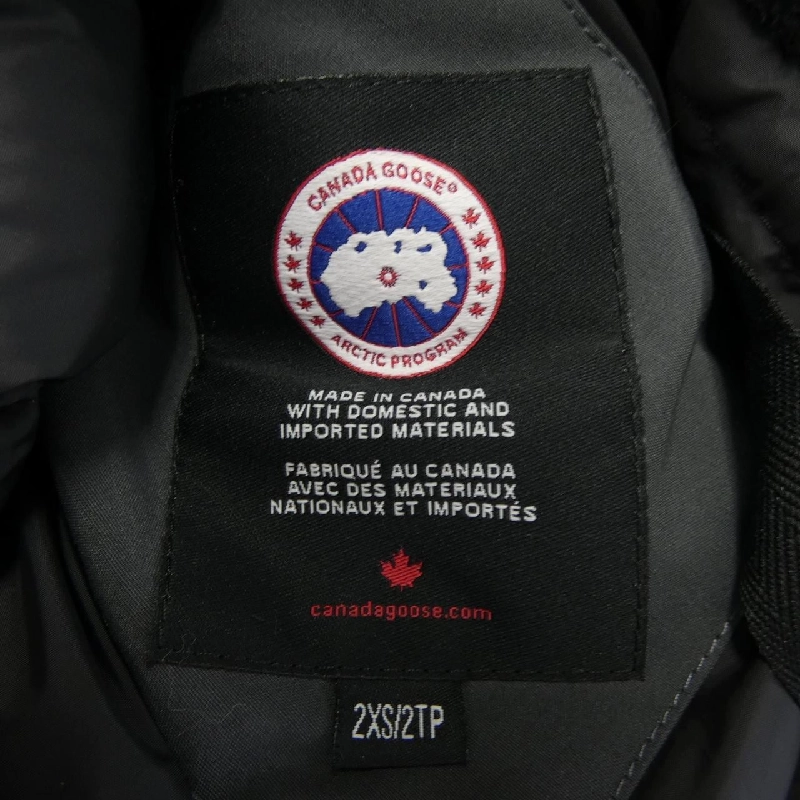 CANADA GOOSE®
ARCTIC PROGRAM
MADE IN CANADA
WITH DOMESTIC AND
IMPORTED MATERIALS
FABRIQUÉ AU CANADA
AVEC DES MATERIAUX
NATIONAUX ET IMPORTÉS
canadagoose.com
2XS/2TP